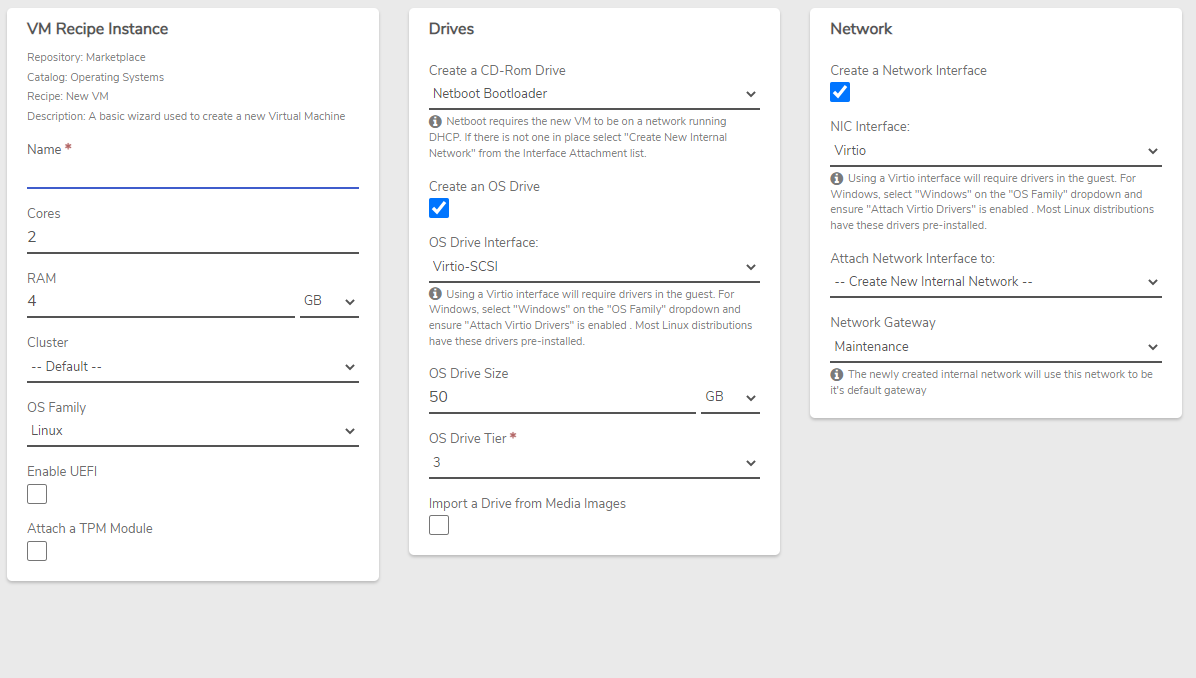 VM Recipe Instance
Repository: Marketplace
Catalog: Operating Systems
Recipe: New VM
Description: A basic wizard used to create a new Virtual Machine
Name *
Cores
2
RAM
4 GB
Cluster
-- Default --
OS Family
Linux
Enable UEFI
Attach a TPM Module
Drives
Create a CD-Rom Drive
Netboot Bootloader
Netboot requires the new VM to be on a network running
DHCP. If there is not one in place select "Create New Internal
Network" from the Interface Attachment list.
Create an OS Drive
OS Drive Interface:
Virtio-SCSI
Using a Virtio interface will require drivers in the guest. For
Windows, select "Windows" on the "OS Family" dropdown and
ensure "Attach Virtio Drivers" is enabled . Most Linux distributions
have these drivers pre-installed.
OS Drive Size
50 GB
OS Drive Tier *
3
Import a Drive from Media Images
Network
Create a Network Interface
NIC Interface:
Virtio
Using a Virtio interface will require drivers in the guest. For
Windows, select "Windows" on the "OS Family" dropdown and
ensure "Attach Virtio Drivers" is enabled . Most Linux distributions
have these drivers pre-installed.
Attach Network Interface to:
-- Create New Internal Network --
Network Gateway
Maintenance
The newly created internal network will use this network to be
it's default gateway